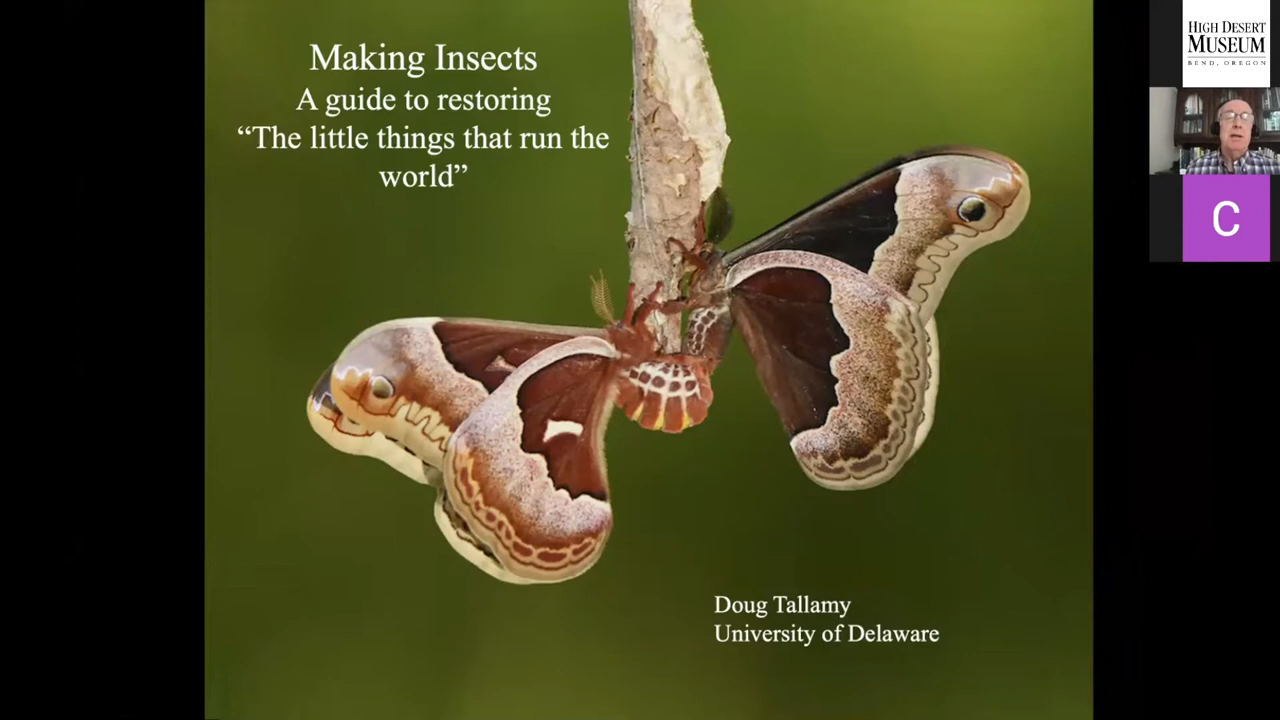 Making Insects
A guide to restoring
“The little things that run the
world”
Doug Tallamy
University of Delaware
HIGH DESERT
MUSEUM
BEND, OREGON
C